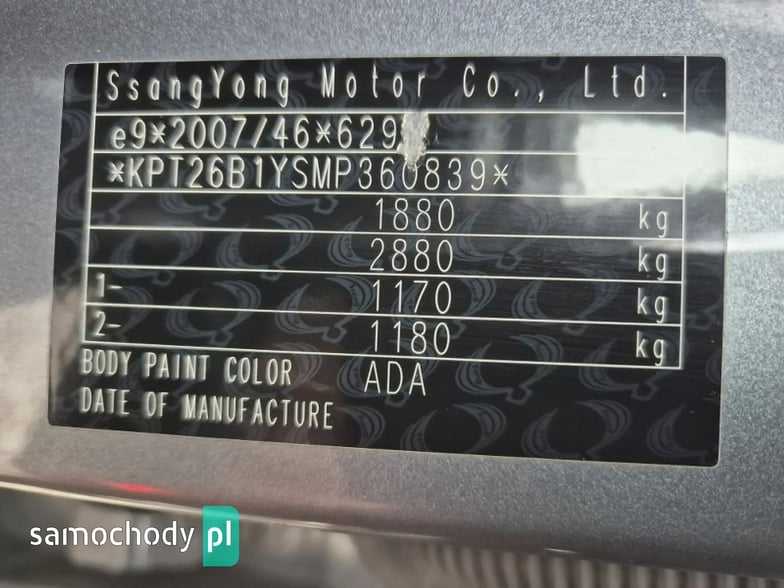 SsangYong Motor Co., Ltd.
e9*2007/46*629
*KPT26B1YSMP360839*
1880 kg
2880 kg
1- 1170 kg
2- 1180 kg
BODY PAINT COLOR ADA
DATE OF MANUFACTURE
samochody pl